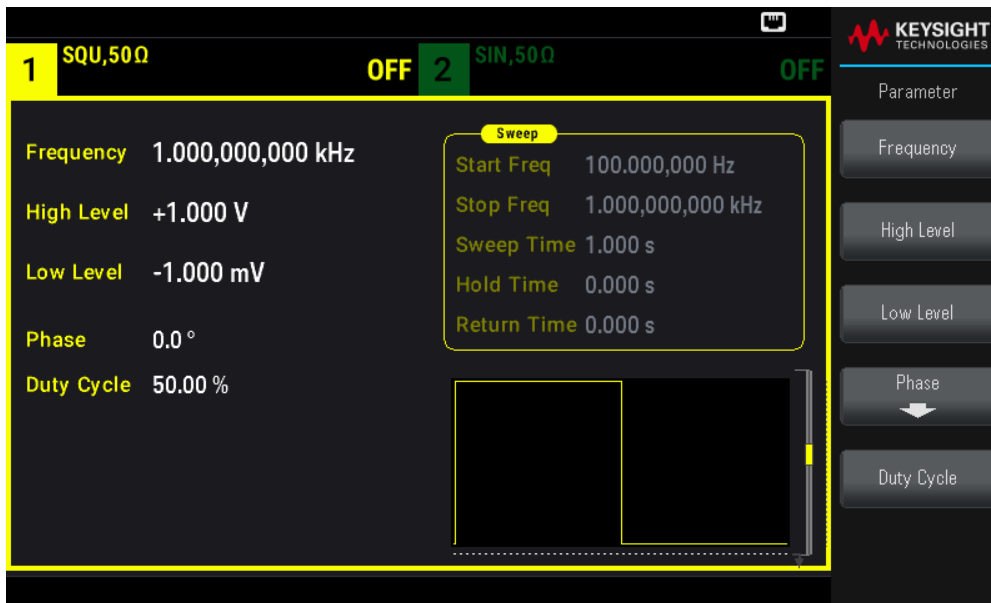 KEYSIGHT
TECHNOLOGIES
1 SQU,50Ω OFF 2 SIN,50Ω OFF
Parameter
Frequency 1.000,000,000 kHz
High Level +1.000 V
Low Level -1.000 mV
Phase 0.0 °
Duty Cycle 50.00 %
Sweep
Start Freq 100.000,000 Hz
Stop Freq 1.000,000,000 kHz
Sweep Time 1.000 s
Hold Time 0.000 s
Return Time 0.000 s
Frequency
High Level
Low Level
Phase
Duty Cycle